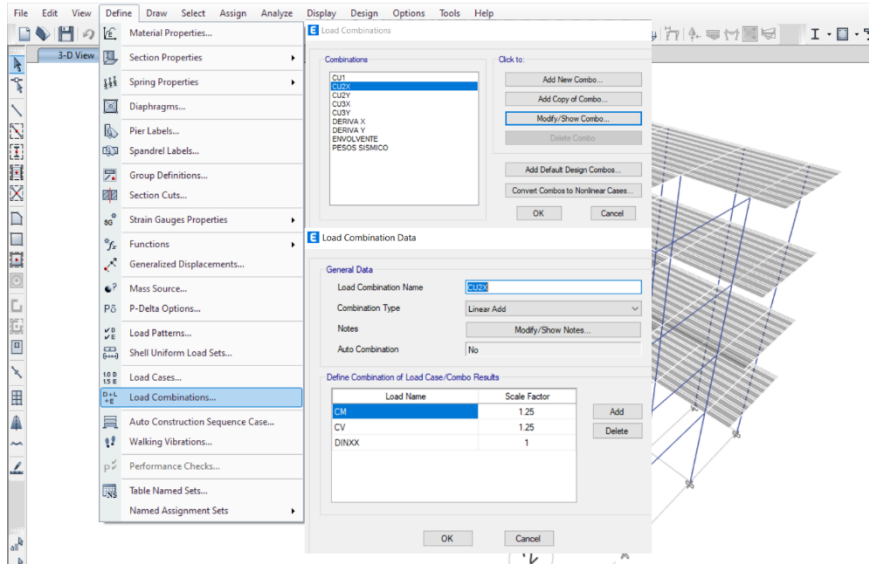 File Edit View Define Draw Select Assign Analyze Display Design Options Tools Help
3-D View
Material Properties...
Section Properties
Spring Properties
Diaphragms...
Pier Labels...
Spandrel Labels...
Group Definitions...
Section Cuts...
Strain Gauges Properties
Functions
Generalized Displacements...
Mass Source...
P-Delta Options...
Load Patterns...
Shell Uniform Load Sets...
Load Cases...
Load Combinations...
Auto Construction Sequence Case...
Walking Vibrations...
Performance Checks...
Table Named Sets...
Named Assignment Sets
Load Combinations
Combinations
CU1
CU2X
CU2Y
CU3X
CU3Y
DERIVA X
DERIVA Y
ENVOLVENTE
PESOS SISMICO
Click to:
Add New Combo...
Add Copy of Combo...
Modify/Show Combo...
Delete Combo
Add Default Design Combos...
Convert Combos to Nonlinear Cases...
OK Cancel
Load Combination Data
General Data
Load Combination Name CU2X
Combination Type Linear Add
Notes Modify/Show Notes...
Auto Combination No
Define Combination of Load Case/Combo Results
Load Name Scale Factor
CM 1.25
CV 1.25
DINXX 1
Add
Delete
OK Cancel
all